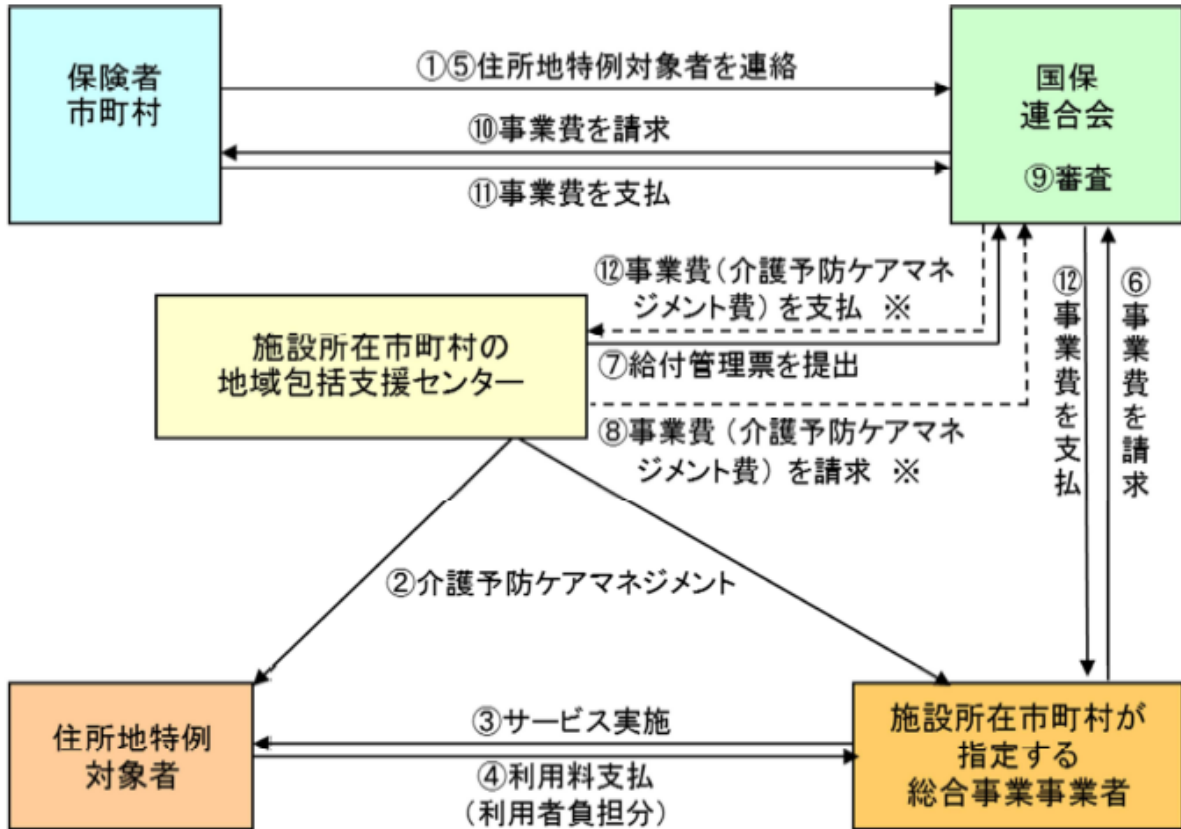 保険者
市町村
①⑤住所地特例対象者を連絡
国保
連合会
⑨審査
⑩事業費を請求
⑪事業費を支払
⑫事業費(介護予防ケアマネ
ジメント費)を支払 ※
施設所在市町村の
地域包括支援センター
⑦給付管理票を提出
⑧事業費(介護予防ケアマネ
ジメント費)を請求 ※
⑫事業費を支払
⑥事業費を請求
②介護予防ケアマネジメント
住所地特例
対象者
③サービス実施
④利用料支払
(利用者負担分)
施設所在市町村が
指定する
総合事業事業者